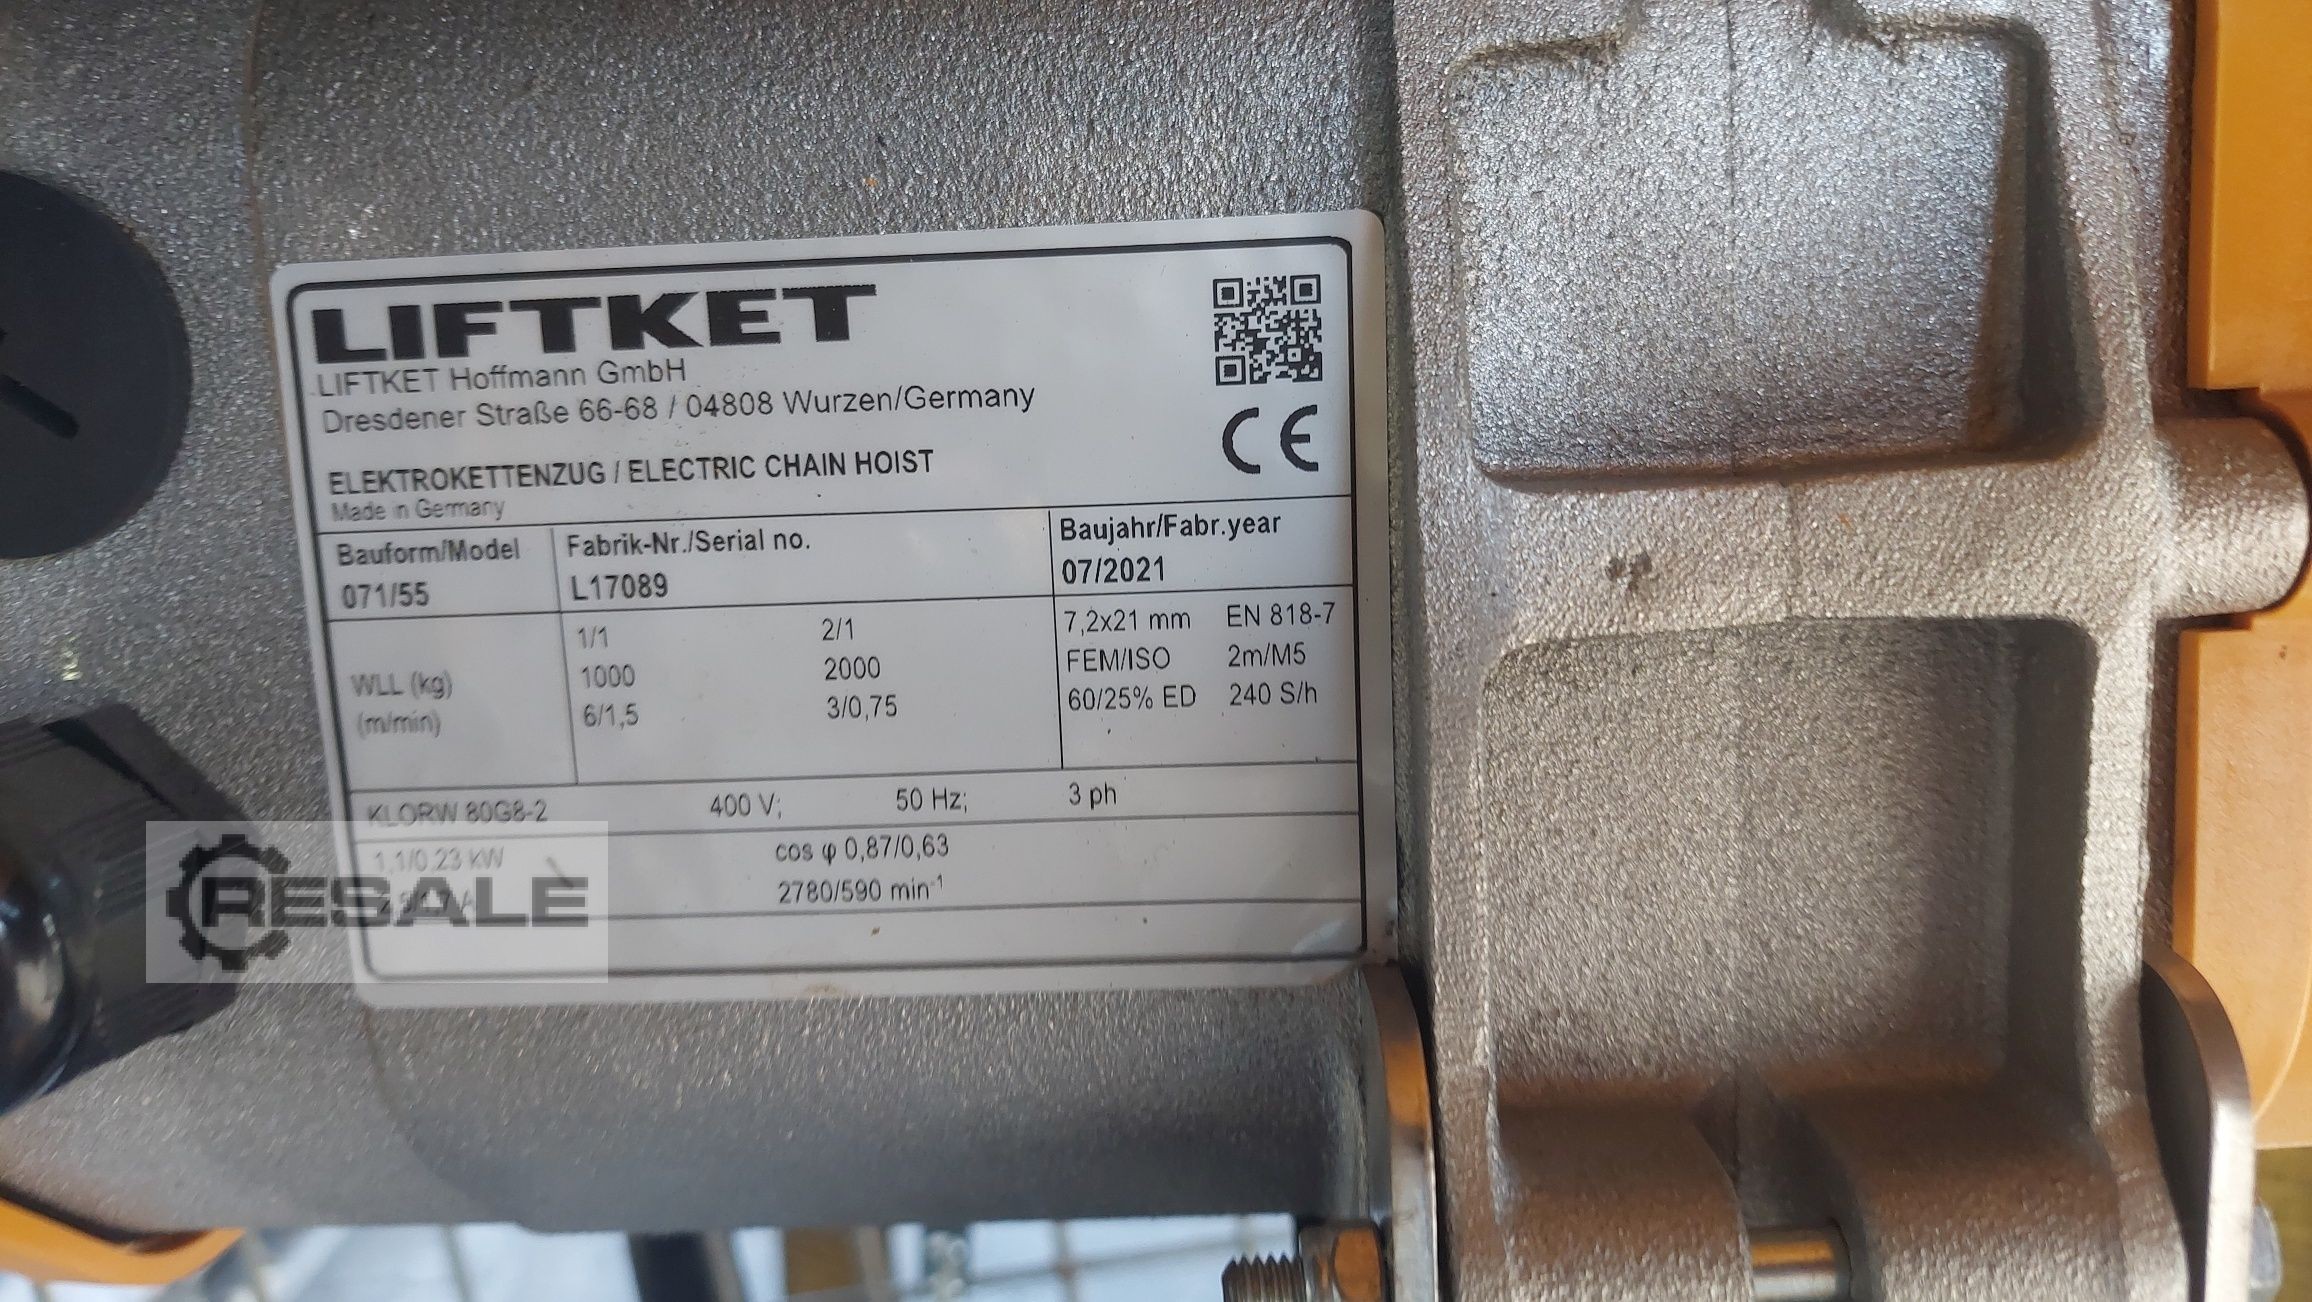 LIFTKET
LIFTKET Hoffmann GmbH
Dresdener Straße 66-68 / 04808 Wurzen/Germany
CE
ELEKTROKETTENZUG / ELECTRIC CHAIN HOIST
Made in Germany
Bauform/Model Fabrik-Nr./Serial no. Baujahr/Fabr.year
071/55 L17089 07/2021
1/1 2/1 7,2x21 mm EN 818-7
WLL (kg) 1000 2000 FEM/ISO 2m/M5
(m/min) 6/1,5 3/0,75 60/25% ED 240 S/h
KLORW 80G8-2 400 V; 50 Hz; 3 ph
1,1/0,23 kW cos φ 0,87/0,63
2780/590 min-1
RESALE